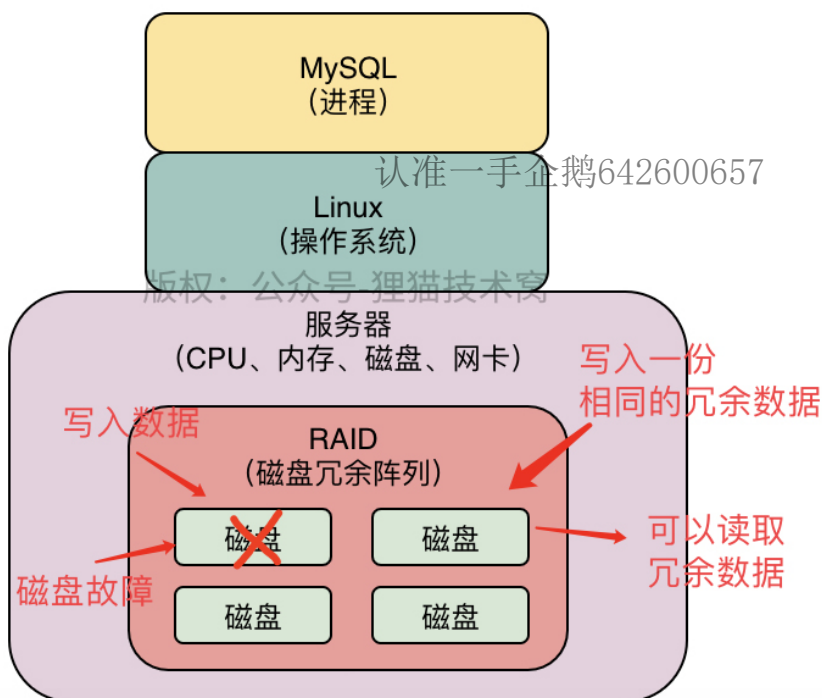 MySQL
（进程）
认准一手企鹅642600657
Linux
（操作系统）
版权：公众号-狸猫技术窝
服务器
（CPU、内存、磁盘、网卡）
写入一份
相同的冗余数据
写入数据
RAID
（磁盘冗余阵列）
磁盘
磁盘
可以读取
冗余数据
磁盘故障
磁盘
磁盘